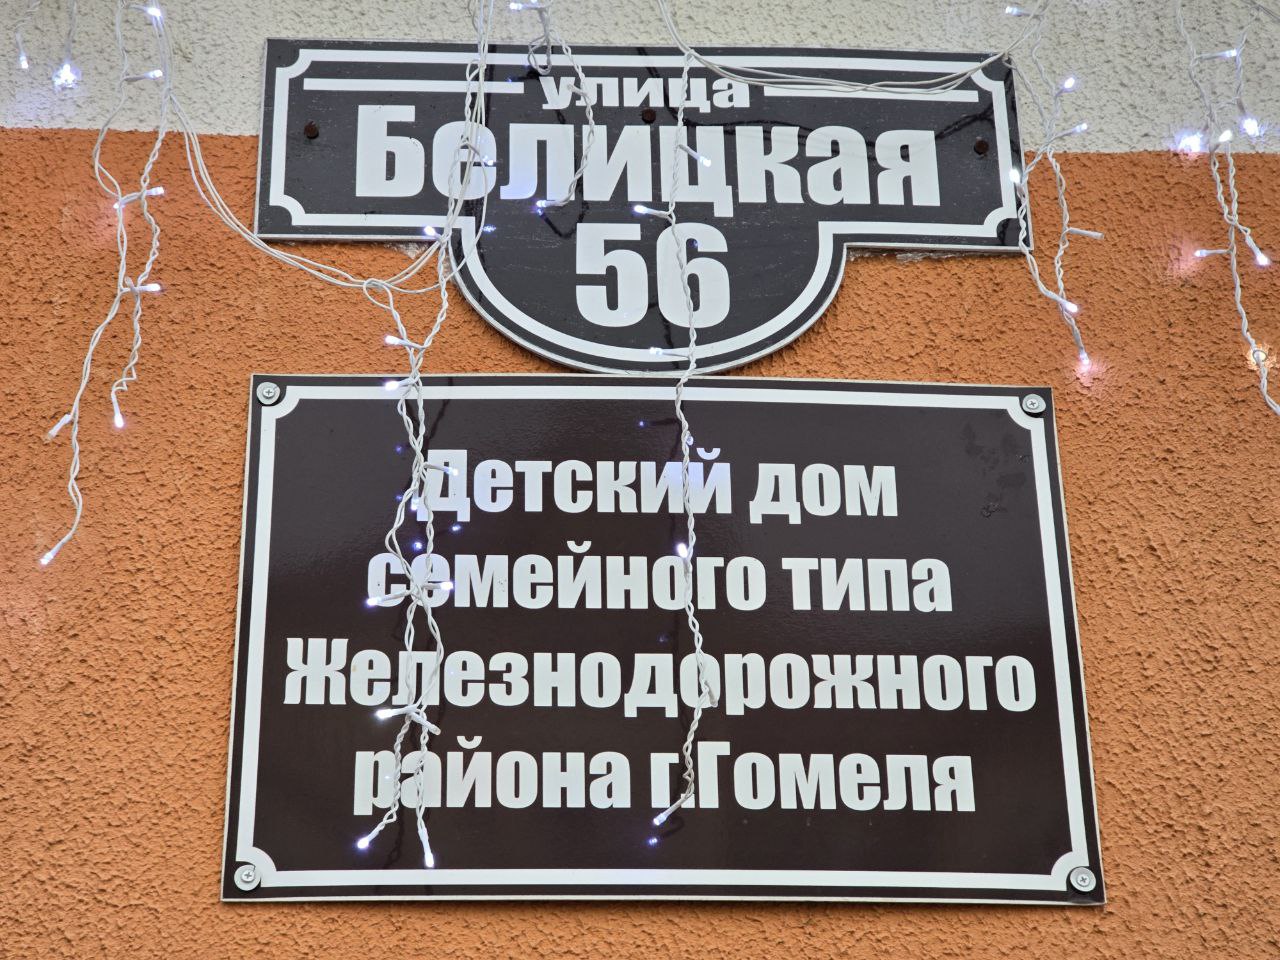 улица
Белицкая
56
Детский дом
семейного типа
Железнодорожного
района г.Гомеля